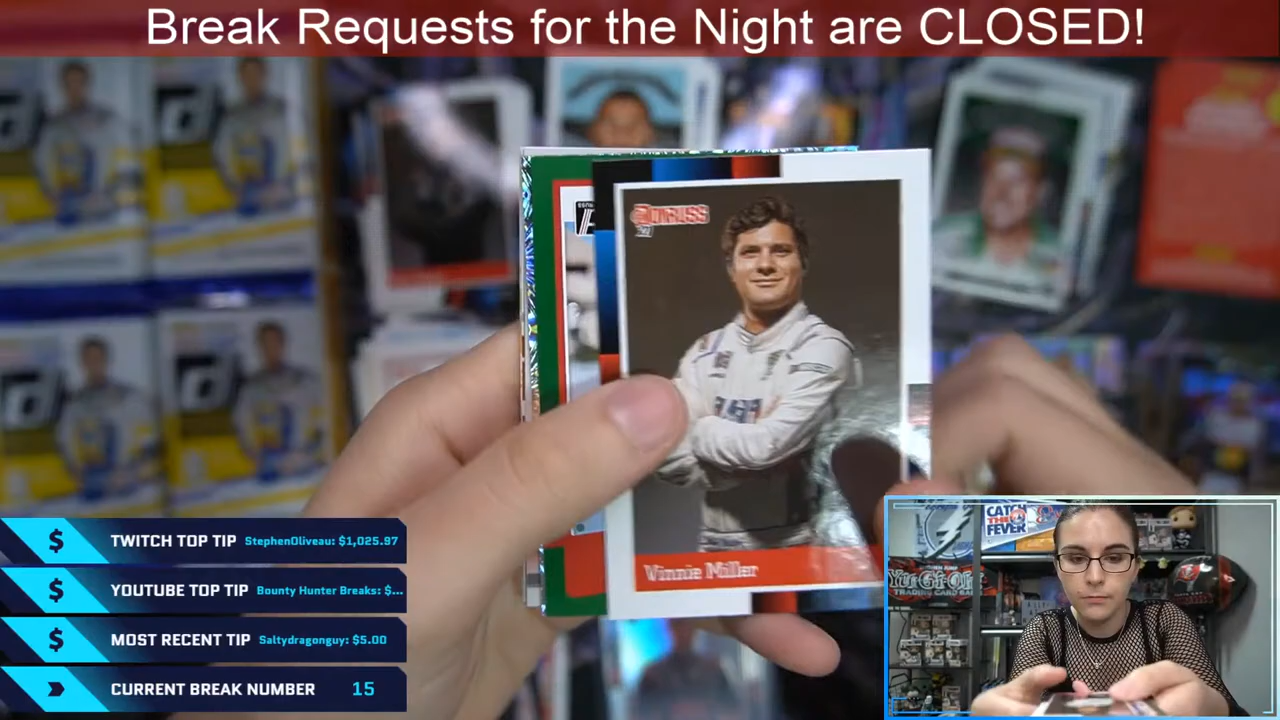 Break Requests for the Night are CLOSED!
DONRUSS
Vinnie Miller
CATCH
THE
FEVER
Yu-Gi-Oh!
TRADING CARD
$ TWITCH TOP TIP StephenOliveau: $1,025.97
$ YOUTUBE TOP TIP Bounty Hunter Breaks: $...
$ MOST RECENT TIP Saltydragonguy: $5.00
CURRENT BREAK NUMBER 15